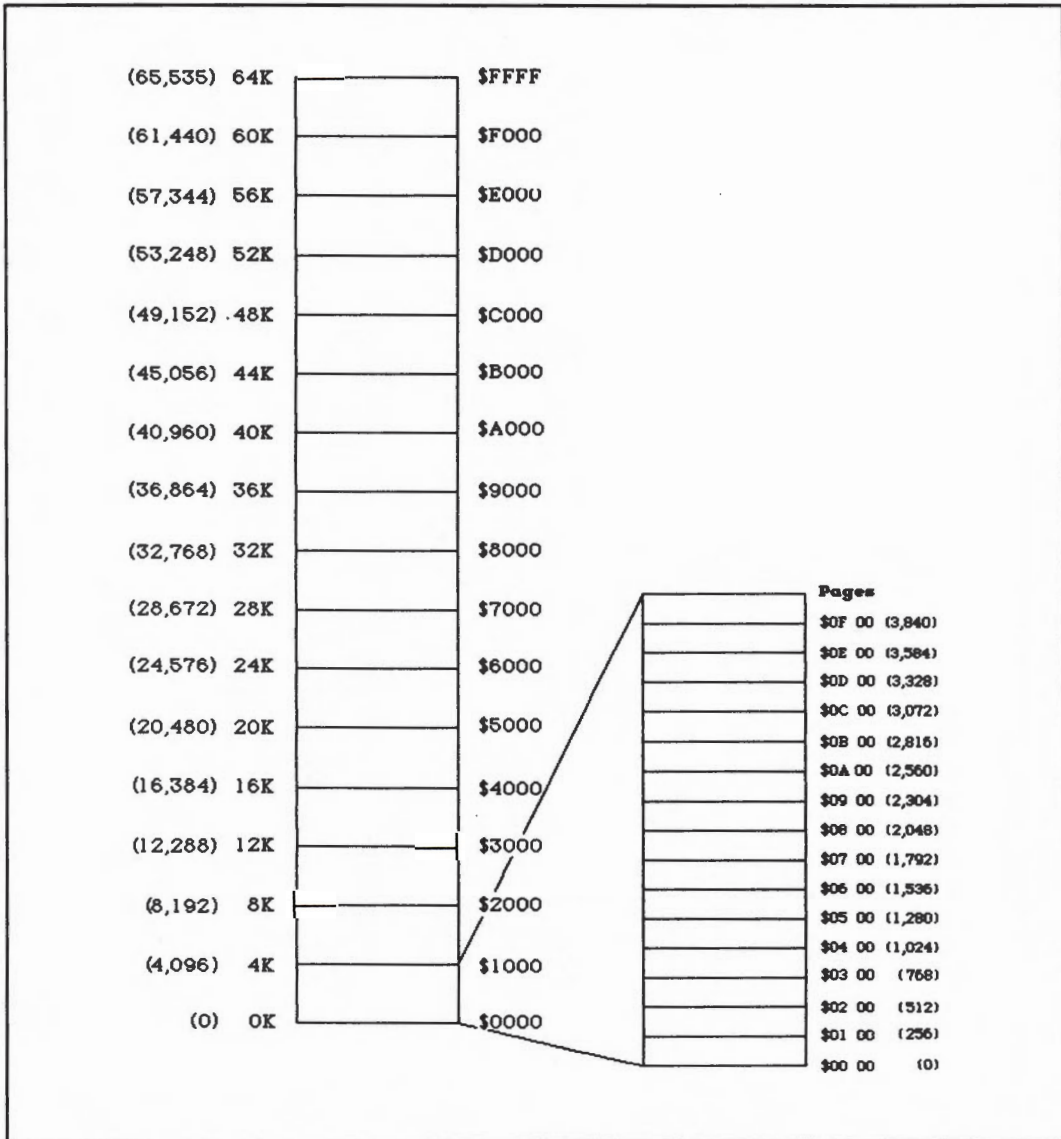 (65,535) 64K $FFFF
(61,440) 60K $F000
(57,344) 56K $E000
(53,248) 52K $D000
(49,152) 48K $C000
(45,056) 44K $B000
(40,960) 40K $A000
(36,864) 36K $9000
(32,768) 32K $8000
(28,672) 28K $7000
(24,576) 24K $6000
(20,480) 20K $5000
(16,384) 16K $4000
(12,288) 12K $3000
(8,192) 8K $2000
(4,096) 4K $1000
(0) 0K $0000
Pages
$0F 00 (3,840)
$0E 00 (3,584)
$0D 00 (3,328)
$0C 00 (3,072)
$0B 00 (2,816)
$0A 00 (2,560)
$09 00 (2,304)
$08 00 (2,048)
$07 00 (1,792)
$06 00 (1,536)
$05 00 (1,280)
$04 00 (1,024)
$03 00 (768)
$02 00 (512)
$01 00 (256)
$00 00 (0)